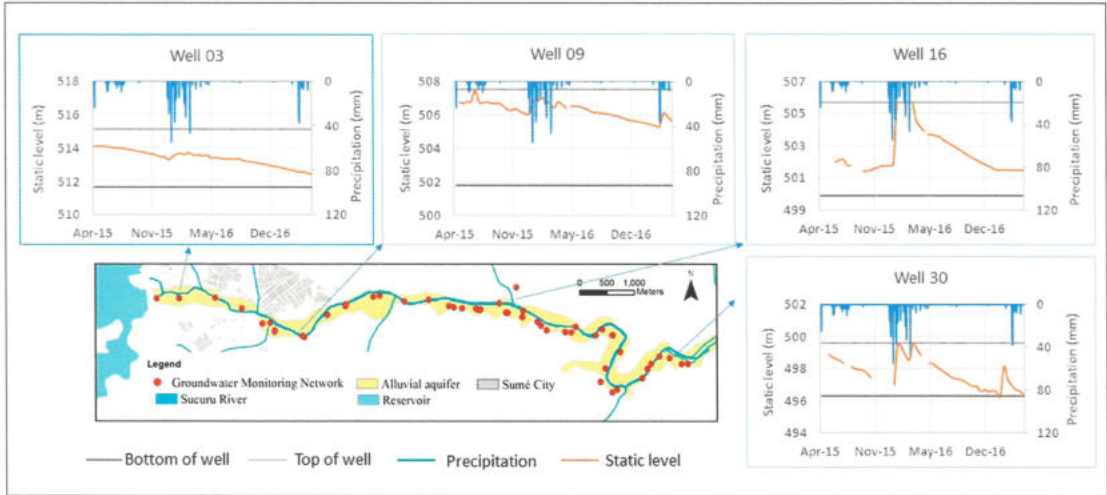 Well 03
518
516
514
512
510
Static level (m)
0
40
80
120
Precipitation (mm)
Apr-15 Nov-15 May-16 Dec-16
Well 09
508
506
504
502
500
Static level (m)
0
40
80
120
Precipitation (mm)
Apr-15 Nov-15 May-16 Dec-16
Well 16
507
505
503
501
499
Static level (m)
0
40
80
120
Precipitation (mm)
Apr-15 Nov-15 May-16 Dec-16
N
0 500 1,000
Meters
Legend
Groundwater Monitoring Network Alluvial aquifer Sumé City
Sucuru River Reservoir
Well 30
502
500
498
496
494
Static level (m)
0
40
80
120
Precipitation (mm)
Apr-15 Nov-15 May-16 Dec-16
Bottom of well Top of well Precipitation Static level